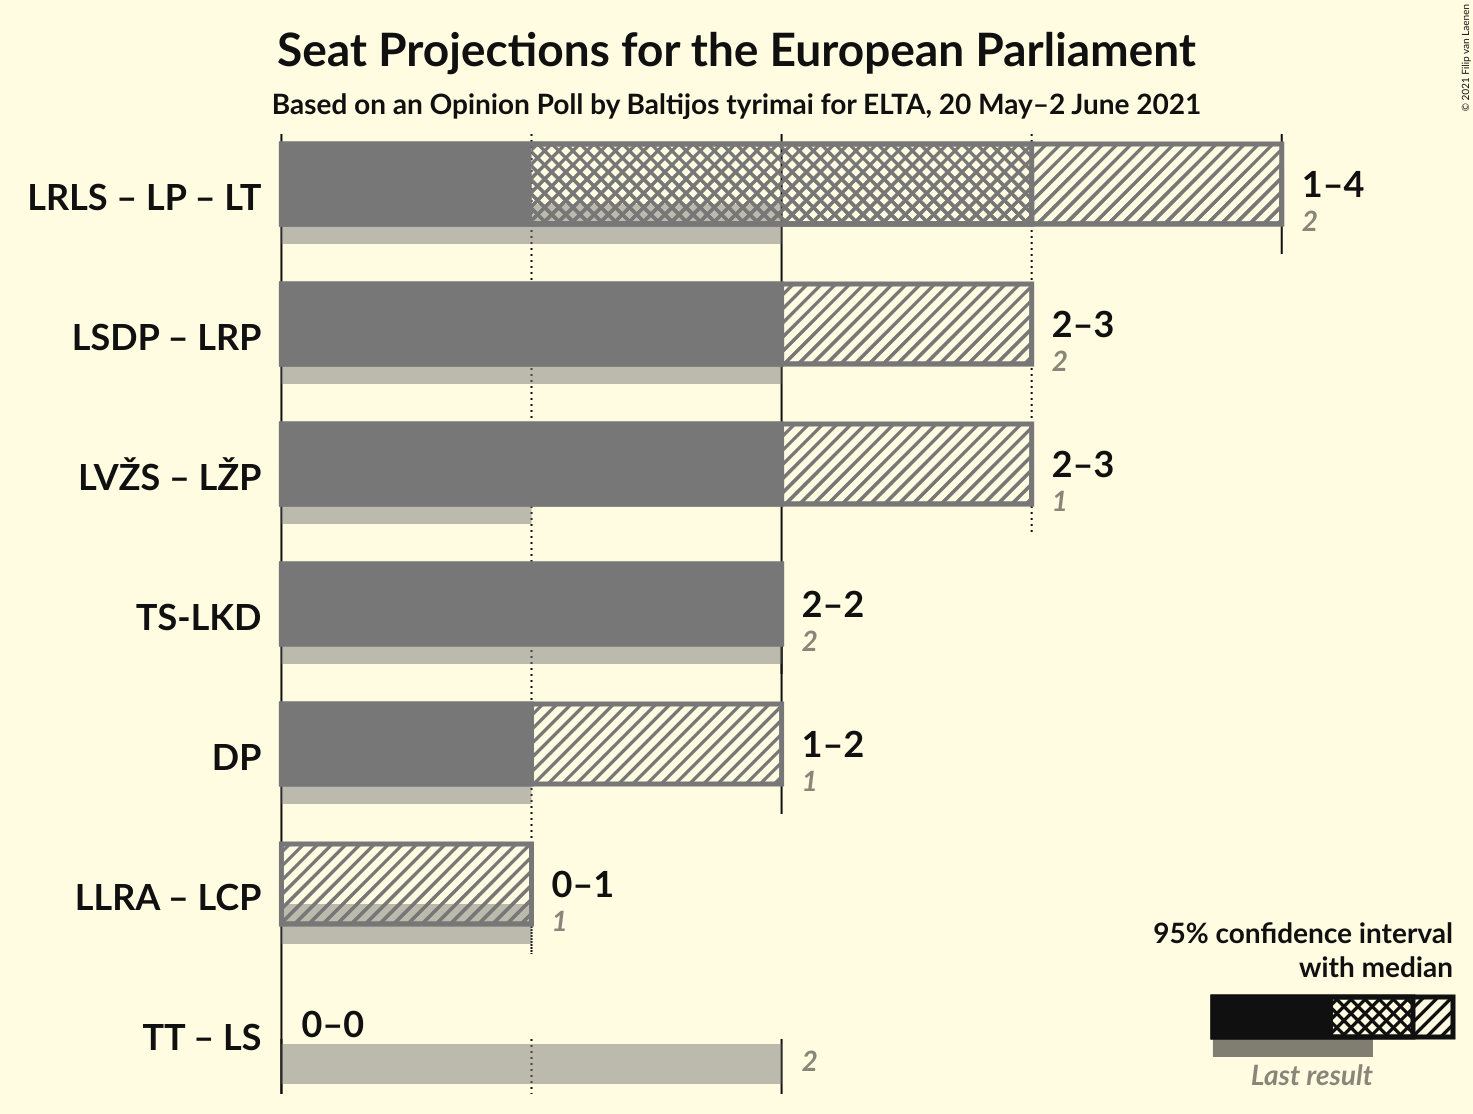 Seat Projections for the European Parliament
Based on an Opinion Poll by Baltijos tyrimai for ELTA, 20 May–2 June 2021
© 2021 Filip van Laenen
LRLS – LP – LT
1–4
2
LSDP – LRP
2–3
2
LVŽS – LŽP
2–3
1
TS-LKD
2–2
2
DP
1–2
1
LLRA – LCP
0–1
1
TT – LS
0–0
2
95% confidence interval
with median
Last result